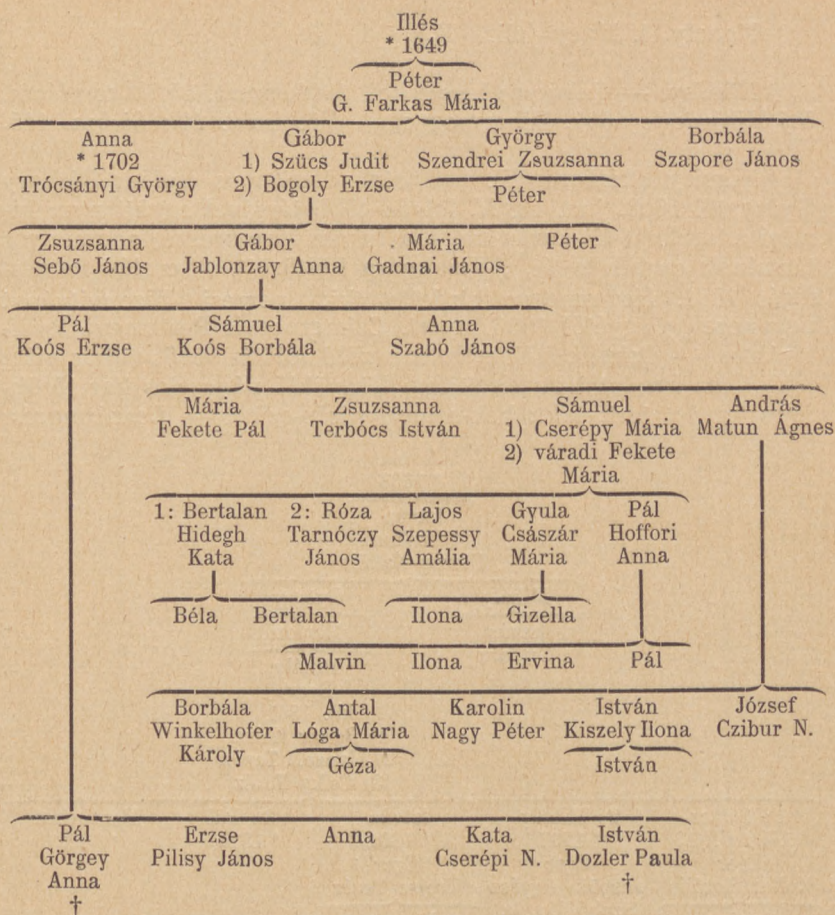 Illés
* 1649
Péter
G. Farkas Mária
Anna Gábor György Borbála
* 1702 1) Szücs Judit Szendrei Zsuzsanna Szapore János
Trócsányi György 2) Bogoly Erzse Péter
Zsuzsanna Gábor Mária Péter
Sebő János Jablonzay Anna Gadnai János
Pál Sámuel Anna
Koós Erzse Koós Borbála Szabó János
Mária Zsuzsanna Sámuel András
Fekete Pál Terbócs István 1) Cserépy Mária Matun Ágnes
2) váradi Fekete
Mária
1: Bertalan 2: Róza Lajos Gyula Pál
Hidegh Tarnóczy Szepessy Császár Hoffori
Kata János Amália Mária Anna
Béla Bertalan Ilona Gizella
Malvin Ilona Ervina Pál
Borbála Antal Karolin István József
Winkelhofer Lóga Mária Nagy Péter Kiszely Ilona Czibur N.
Károly Géza István
Pál Erzse Anna Kata István
Görgey Pilisy János Cserépi N. Dozler Paula
Anna †
†